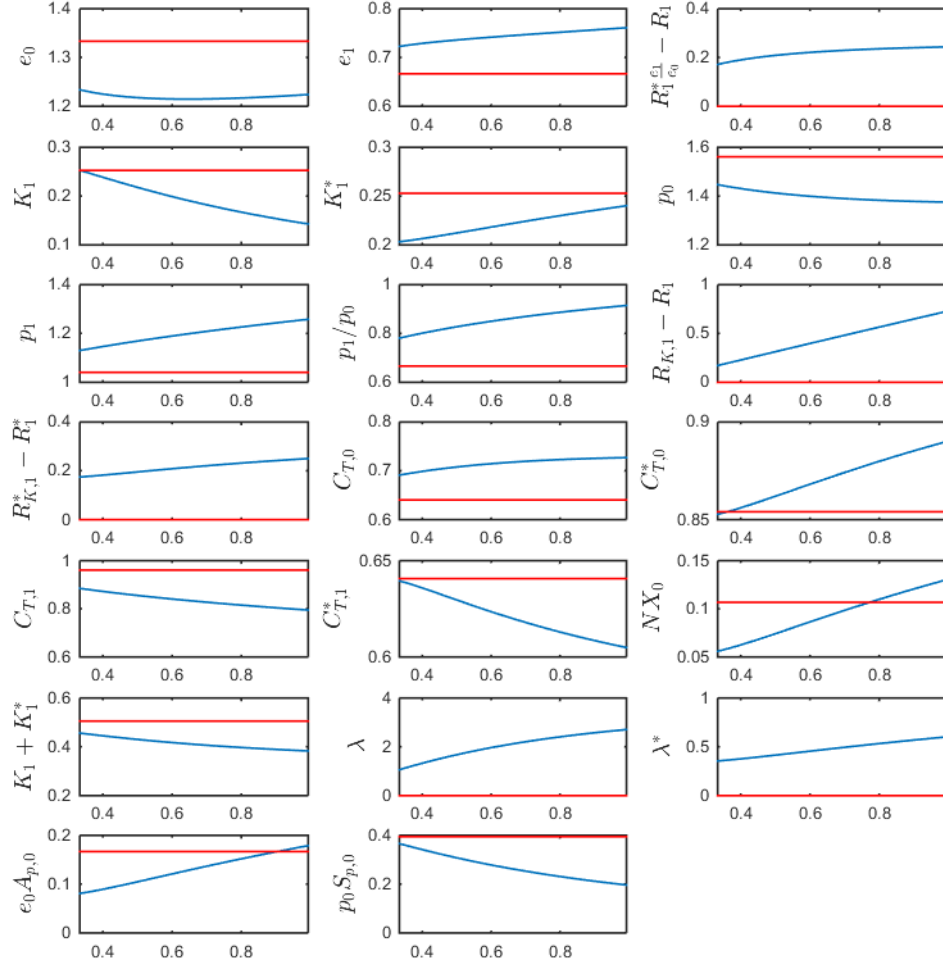 e_0
1.4
1.3
1.2
0.4 0.6 0.8
e_1
0.8
0.7
0.6
0.4 0.6 0.8
R_1^* \frac{e_1}{e_0} - R_1
0.4
0.2
0
0.4 0.6 0.8
K_1
0.3
0.2
0.1
0.4 0.6 0.8
K_1^*
0.3
0.25
0.2
0.4 0.6 0.8
p_0
1.6
1.4
1.2
0.4 0.6 0.8
p_1
1.4
1.2
1
0.4 0.6 0.8
p_1/p_0
1
0.8
0.6
0.4 0.6 0.8
R_{K,1} - R_1
1
0.5
0
0.4 0.6 0.8
R_{K,1}^* - R_1^*
0.4
0.2
0
0.4 0.6 0.8
C_{T,0}
0.8
0.7
0.6
0.4 0.6 0.8
C_{T,0}^*
0.9
0.85
0.4 0.6 0.8
C_{T,1}
1
0.8
0.6
0.4 0.6 0.8
C_{T,1}^*
0.65
0.6
0.4 0.6 0.8
NX_0
0.15
0.1
0.05
0.4 0.6 0.8
K_1 + K_1^*
0.6
0.4
0.2
0.4 0.6 0.8
λ
4
2
0
0.4 0.6 0.8
λ^*
1
0.5
0
0.4 0.6 0.8
e_0 A_{p,0}
0.2
0.1
0
0.4 0.6 0.8
p_0 S_{p,0}
0.4
0.2
0
0.4 0.6 0.8